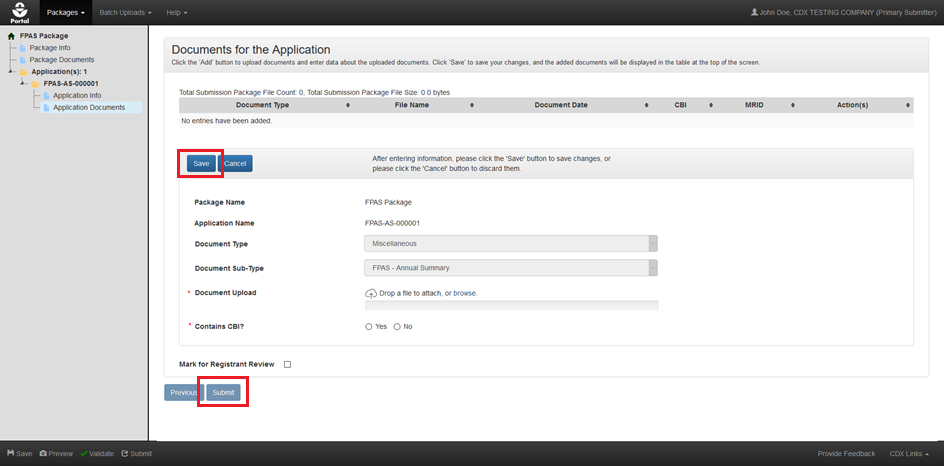 Portal
Packages
Batch Uploads
Help
John Doe, CDX TESTING COMPANY (Primary Submitter)
FPAS Package
Package Info
Package Documents
Application(s): 1
FPAS-AS-000001
Application Info
Application Documents
Documents for the Application
Click the 'Add' button to upload documents and enter data about the uploaded documents. Click 'Save' to save your changes, and the added documents will be displayed in the table at the top of the screen.
Total Submission Package File Count: 0, Total Submission Package File Size: 0.0 bytes
Document Type File Name Document Date CBI MRID Action(s)
No entries have been added.
Save Cancel
After entering information, please click the 'Save' button to save changes, or
please click the 'Cancel' button to discard them.
Package Name FPAS Package
Application Name FPAS-AS-000001
Document Type Miscellaneous
Document Sub-Type FPAS - Annual Summary
* Document Upload Drop a file to attach, or browse.
* Contains CBI? Yes No
Mark for Registrant Review
Previous Submit
Save Preview Validate Submit
Provide Feedback CDX Links